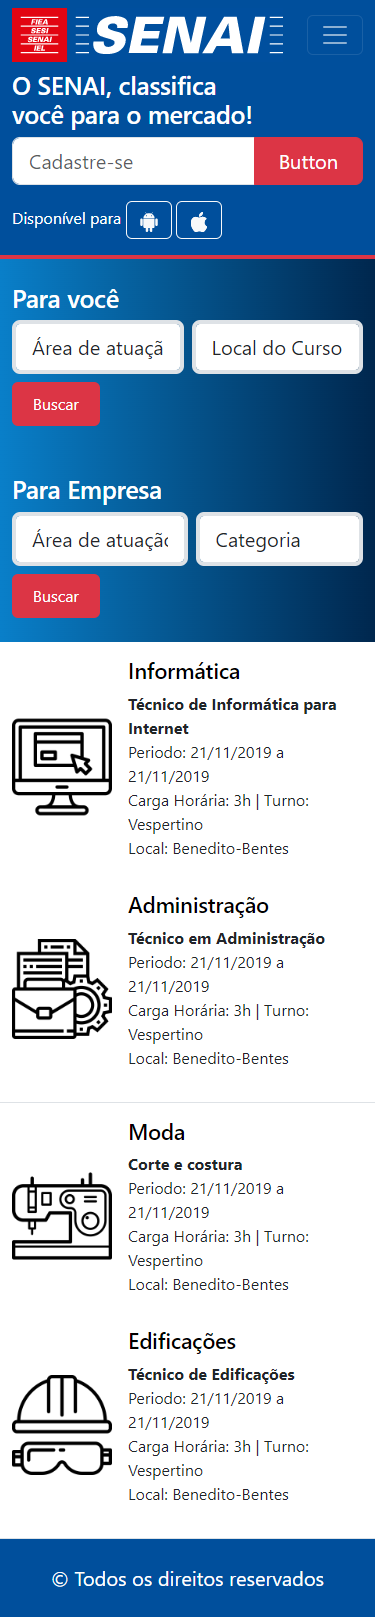 FIEA
SESI
SENAI
IEL
SENAI
O SENAI, classifica
você para o mercado!
Cadastre-se
Button
Disponível para
Para você
Área de atuaçã
Local do Curso
Buscar
Para Empresa
Área de atuação
Categoria
Buscar
Informática
Técnico de Informática para
Internet
Periodo: 21/11/2019 a
21/11/2019
Carga Horária: 3h | Turno:
Vespertino
Local: Benedito-Bentes
Administração
Técnico em Administração
Periodo: 21/11/2019 a
21/11/2019
Carga Horária: 3h | Turno:
Vespertino
Local: Benedito-Bentes
Moda
Corte e costura
Periodo: 21/11/2019 a
21/11/2019
Carga Horária: 3h | Turno:
Vespertino
Local: Benedito-Bentes
Edificações
Técnico de Edificações
Periodo: 21/11/2019 a
21/11/2019
Carga Horária: 3h | Turno:
Vespertino
Local: Benedito-Bentes
© Todos os direitos reservados